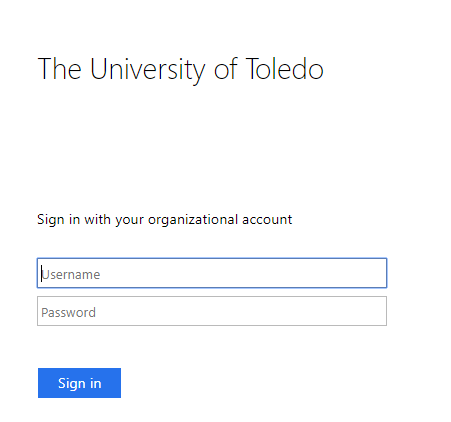 The University of Toledo
Sign in with your organizational account
Username
Password
Sign in